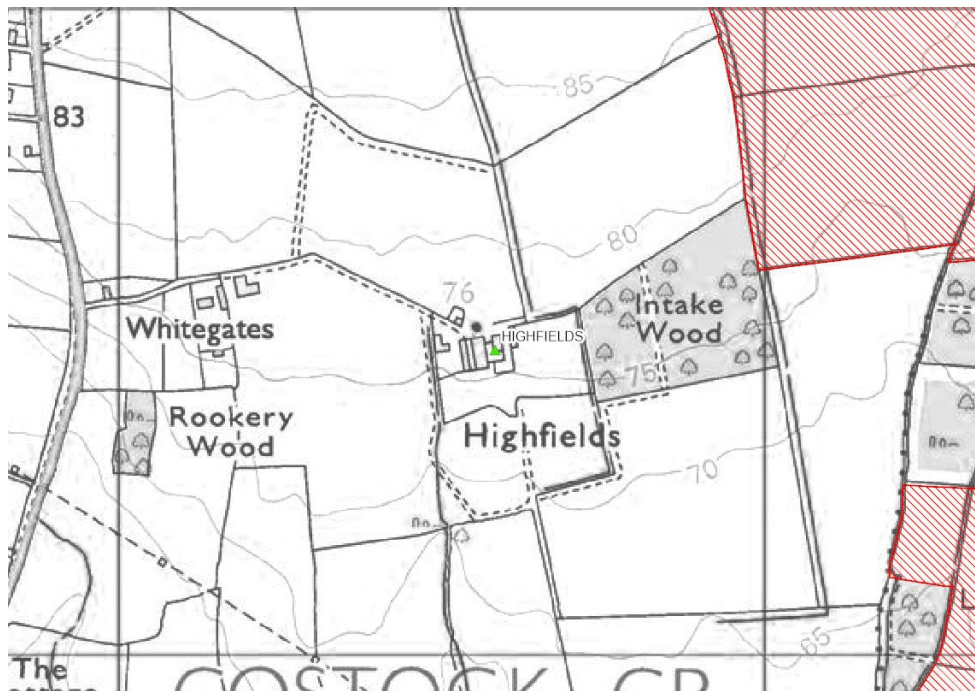 85
83
80
76
HIGHFIELDS
Intake
Wood
Whitegates
75
Rookery
Wood
Highfields
70
P
65
The
COSTOCK CP